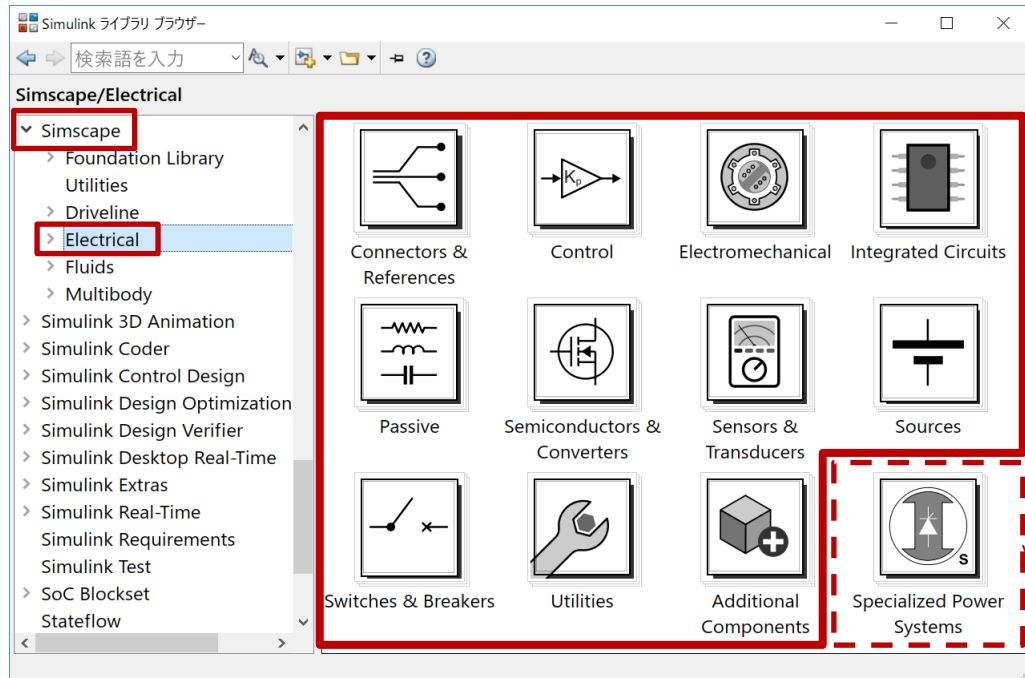 Simulink ライブラリ ブラウザー
検索語を入力
Simscape/Electrical
Simscape
Foundation Library
Utilities
Driveline
Electrical
Fluids
Multibody
Simulink 3D Animation
Simulink Coder
Simulink Control Design
Simulink Design Optimization
Simulink Design Verifier
Simulink Desktop Real-Time
Simulink Extras
Simulink Real-Time
Simulink Requirements
Simulink Test
SoC Blockset
Stateflow
Kp
Connectors &
References
Control
Electromechanical
Integrated Circuits
Passive
Semiconductors &
Converters
Sensors &
Transducers
Sources
S
Switches & Breakers
Utilities
Additional
Components
Specialized Power
Systems